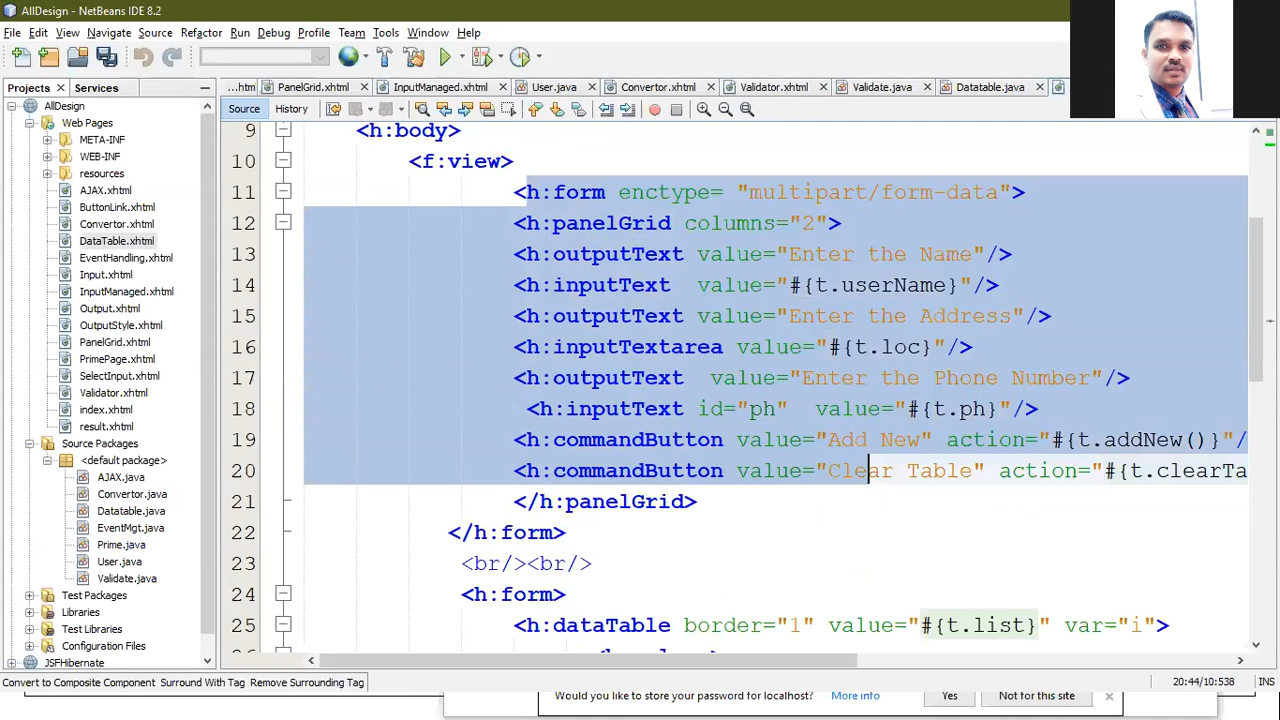 AllDesign - NetBeans IDE 8.2
File Edit View Navigate Source Refactor Run Debug Profile Team Tools Window Help
Projects Services
...htm PanelGrid.xhtml InputManaged.xhtml User.java Convertor.xhtml Validator.xhtml Validate.java Datatable.java
Source History
AllDesign
Web Pages
META-INF
WEB-INF
resources
AJAX.xhtml
ButtonLink.xhtml
Convertor.xhtml
DataTable.xhtml
EventHandling.xhtml
Input.xhtml
InputManaged.xhtml
Output.xhtml
OutputStyle.xhtml
PanelGrid.xhtml
PrimePage.xhtml
SelectInput.xhtml
Validator.xhtml
index.xhtml
result.xhtml
Source Packages
<default package>
AJAX.java
Convertor.java
Datatable.java
EventMgt.java
Prime.java
User.java
Validate.java
Test Packages
Libraries
Test Libraries
Configuration Files
JSFHibernate
9 <h:body>
10 <f:view>
11 <h:form enctype= "multipart/form-data">
12 <h:panelGrid columns="2">
13 <h:outputText value="Enter the Name"/>
14 <h:inputText value="#{t.userName}"/>
15 <h:outputText value="Enter the Address"/>
16 <h:inputTextarea value="#{t.loc}"/>
17 <h:outputText value="Enter the Phone Number"/>
18 <h:inputText id="ph" value="#{t.ph}"/>
19 <h:commandButton value="Add New" action="#{t.addNew()}"/
20 <h:commandButton value="Clear Table" action="#{t.clearTa
21 </h:panelGrid>
22 </h:form>
23 <br/><br/>
24 <h:form>
25 <h:dataTable border="1" value="#{t.list}" var="i">
Convert to Composite Component Surround With Tag Remove Surrounding Tag
20:44/10:538 INS
Would you like to store your password for localhost? More info Yes Not for this site